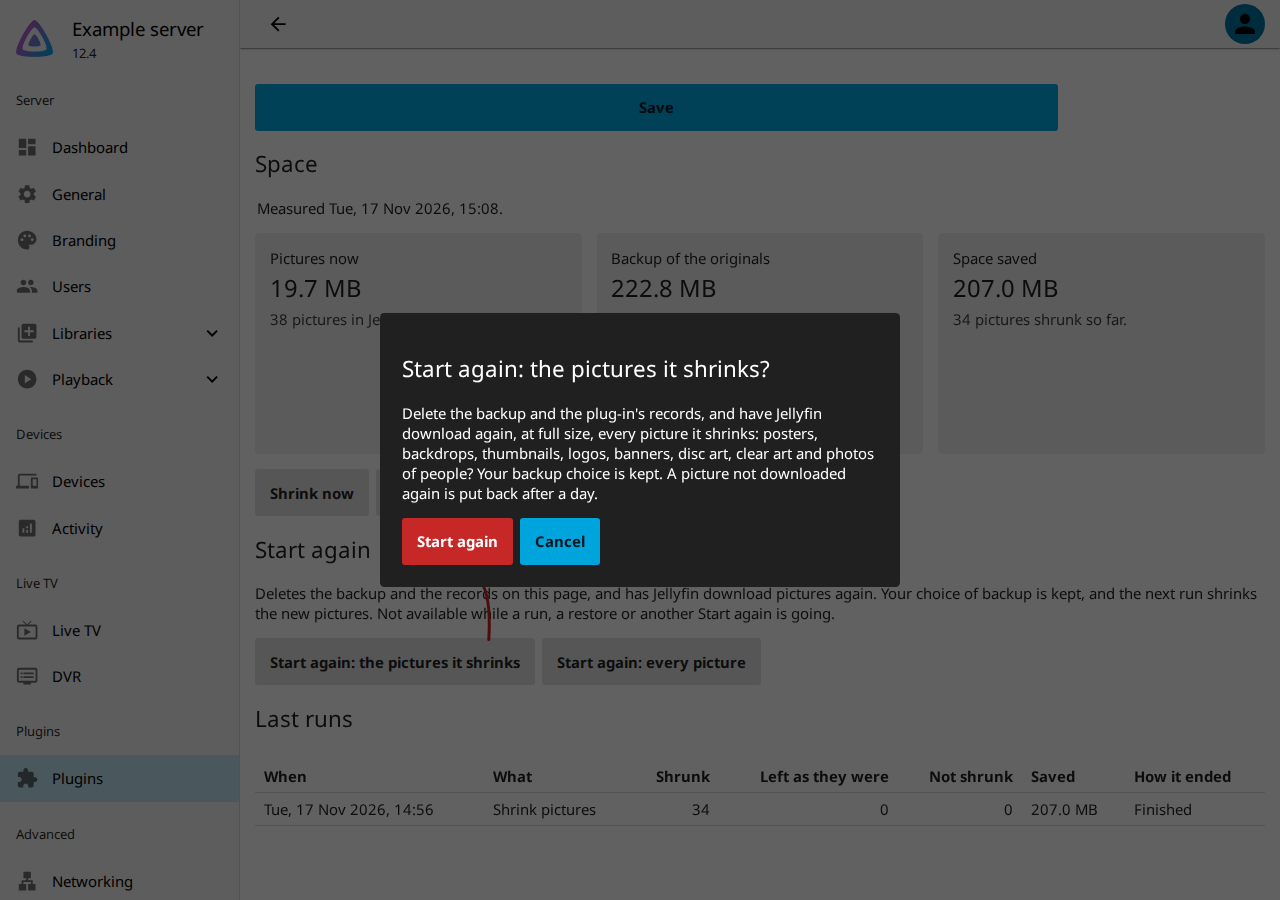 Example server
12.4
Server
Dashboard
General
Branding
Users
Libraries
Playback
Devices
Devices
Activity
Live TV
Live TV
DVR
Plugins
Plugins
Advanced
Networking
Save
Space
Measured Tue, 17 Nov 2026, 15:08.
Pictures now
19.7 MB
38 pictures in Je
Backup of the originals
222.8 MB
Space saved
207.0 MB
34 pictures shrunk so far.
Start again: the pictures it shrinks?
Delete the backup and the plug-in's records, and have Jellyfin
download again, at full size, every picture it shrinks: posters,
backdrops, thumbnails, logos, banners, disc art, clear art and photos
of people? Your backup choice is kept. A picture not downloaded
again is put back after a day.
Start again
Cancel
Shrink now
Start again
Deletes the backup and the records on this page, and has Jellyfin download pictures again. Your choice of backup is kept, and the next run shrinks
the new pictures. Not available while a run, a restore or another Start again is going.
Start again: the pictures it shrinks
Start again: every picture
Last runs
When What Shrunk Left as they were Not shrunk Saved How it ended
Tue, 17 Nov 2026, 14:56 Shrink pictures 34 0 0 207.0 MB Finished